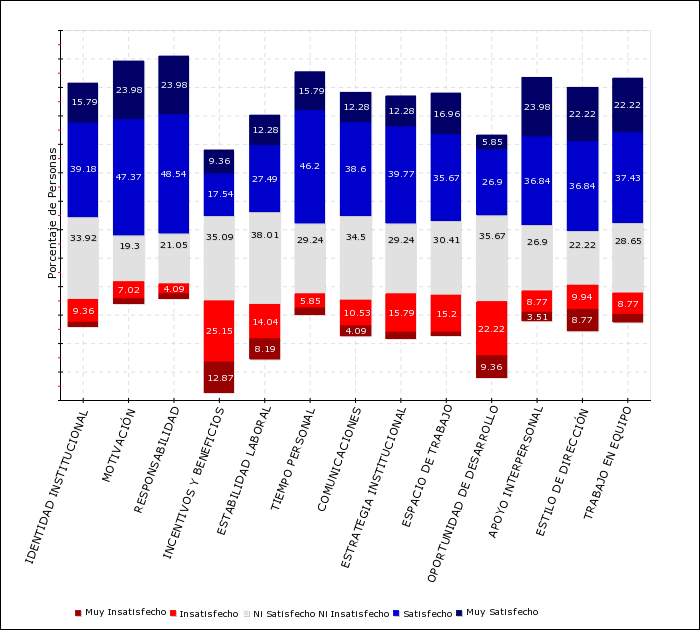 Porcentaje de Personas
15.79 23.98 23.98 9.36 12.28 15.79 12.28 12.28 16.96 5.85 23.98 22.22 22.22
39.18 47.37 48.54 17.54 27.49 46.2 38.6 39.77 35.67 26.9 36.84 36.84 37.43
33.92 19.3 21.05 35.09 38.01 29.24 34.5 29.24 30.41 35.67 26.9 22.22 28.65
9.36 7.02 4.09 25.15 14.04 5.85 10.53 15.79 15.2 22.22 8.77 9.94 8.77
12.87 8.19 4.09 9.36 3.51 8.77
IDENTIDAD INSTITUCIONAL
MOTIVACIÓN
RESPONSABILIDAD
INCENTIVOS Y BENEFICIOS
ESTABILIDAD LABORAL
TIEMPO PERSONAL
COMUNICACIONES
ESTRATEGIA INSTITUCIONAL
ESPACIO DE TRABAJO
OPORTUNIDAD DE DESARROLLO
APOYO INTERPERSONAL
ESTILO DE DIRECCIÓN
TRABAJO EN EQUIPO
Muy Insatisfecho Insatisfecho Ni Satisfecho Ni Insatisfecho Satisfecho Muy Satisfecho